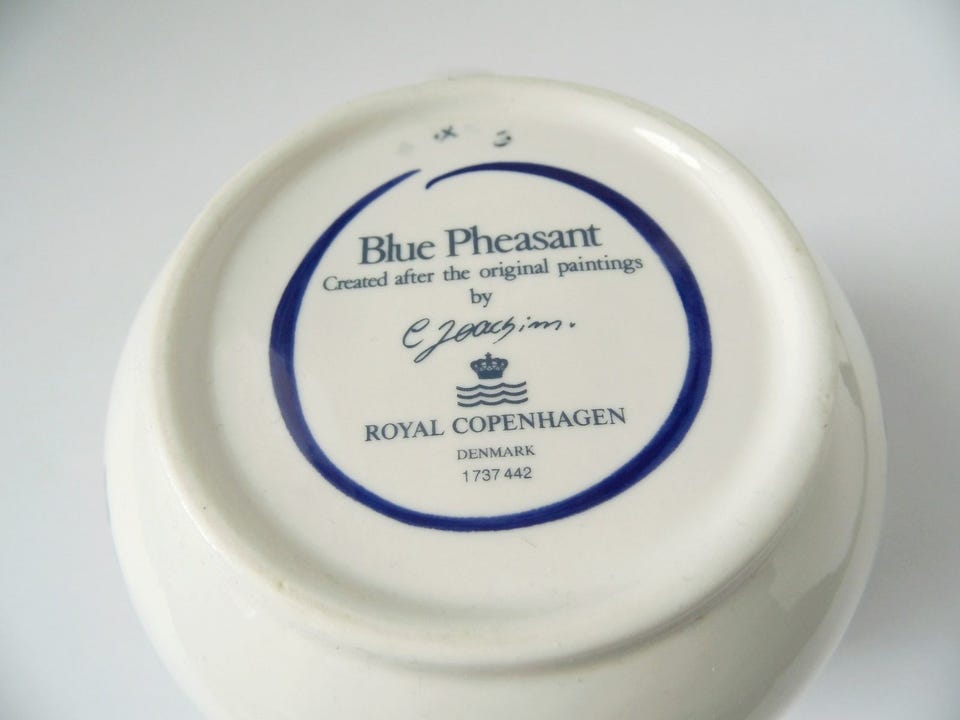 Blue Pheasant
Created after the original paintings
by
C Joachim.
ROYAL COPENHAGEN
DENMARK
1737 442